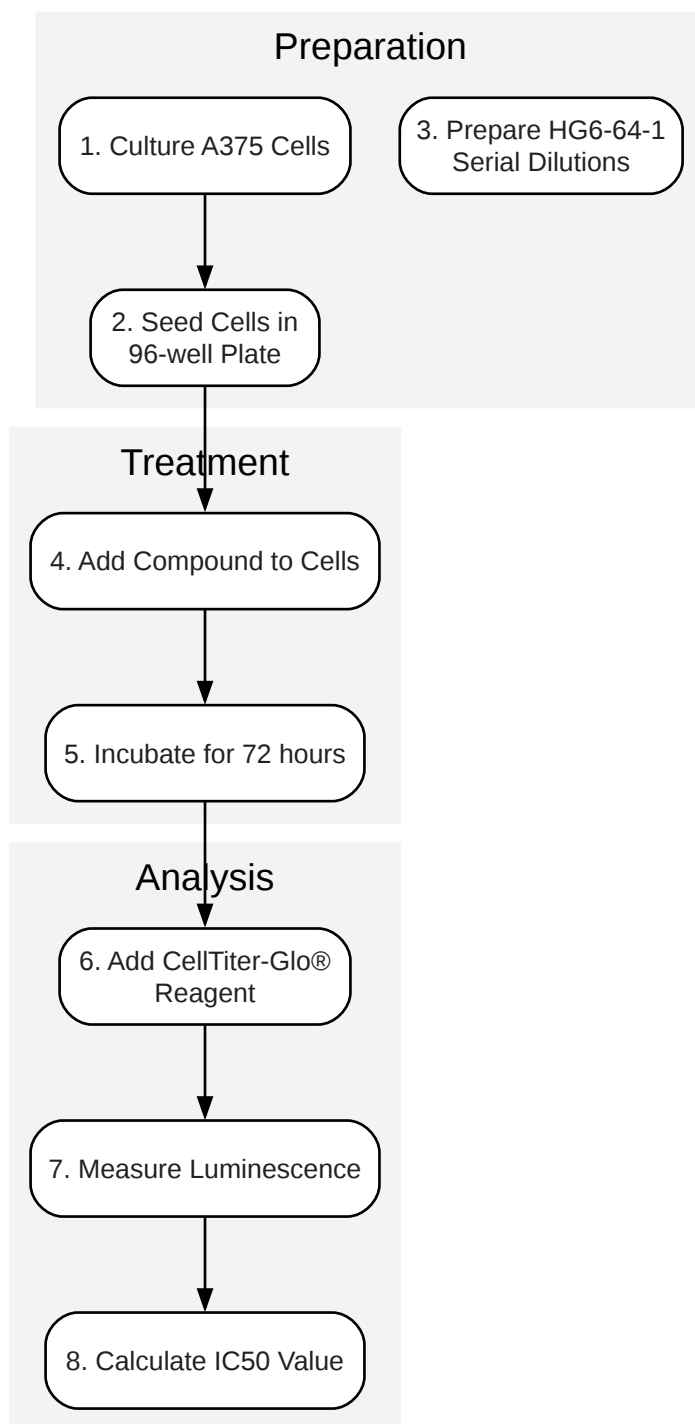 Preparation
1. Culture A375 Cells
3. Prepare HG6-64-1
Serial Dilutions
2. Seed Cells in
96-well Plate
Treatment
4. Add Compound to Cells
5. Incubate for 72 hours
Analysis
6. Add CellTiter-Glo®
Reagent
7. Measure Luminescence
8. Calculate IC50 Value